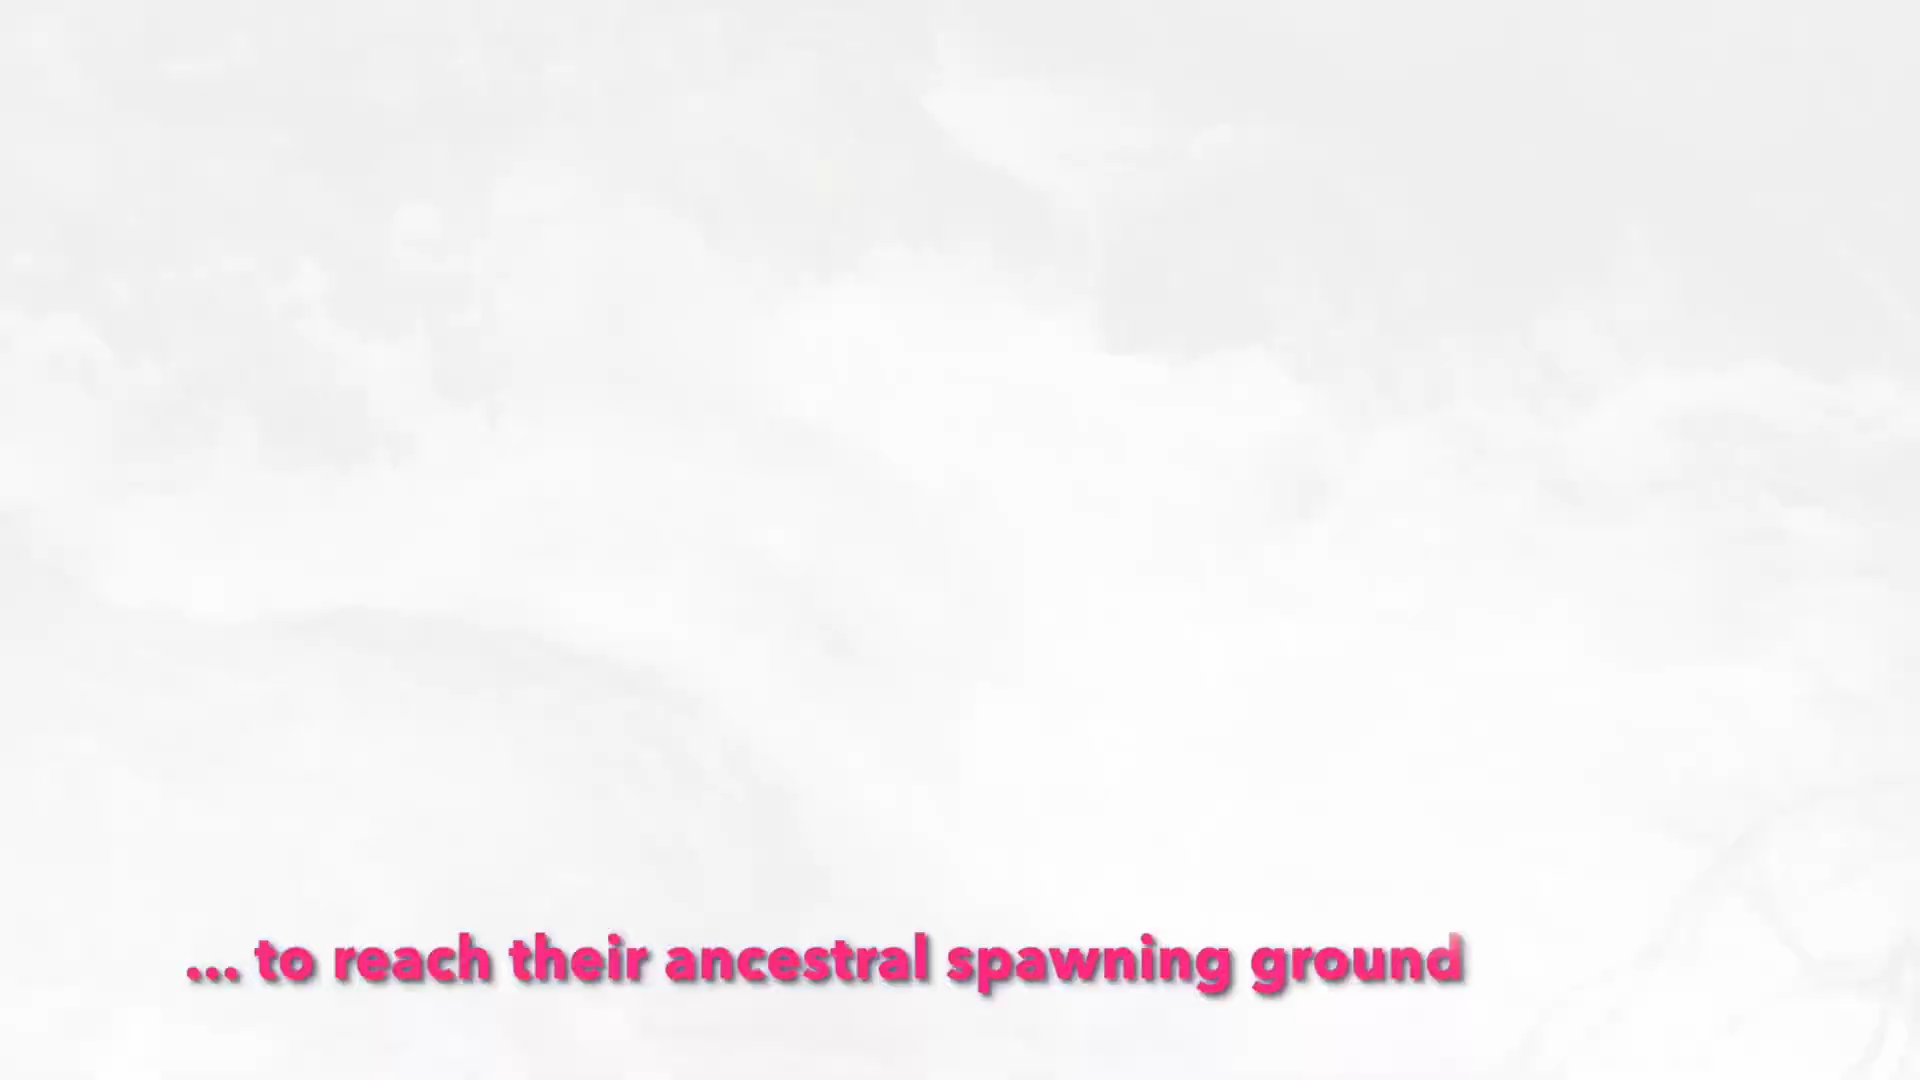 ... to reach their ancestral spawning ground